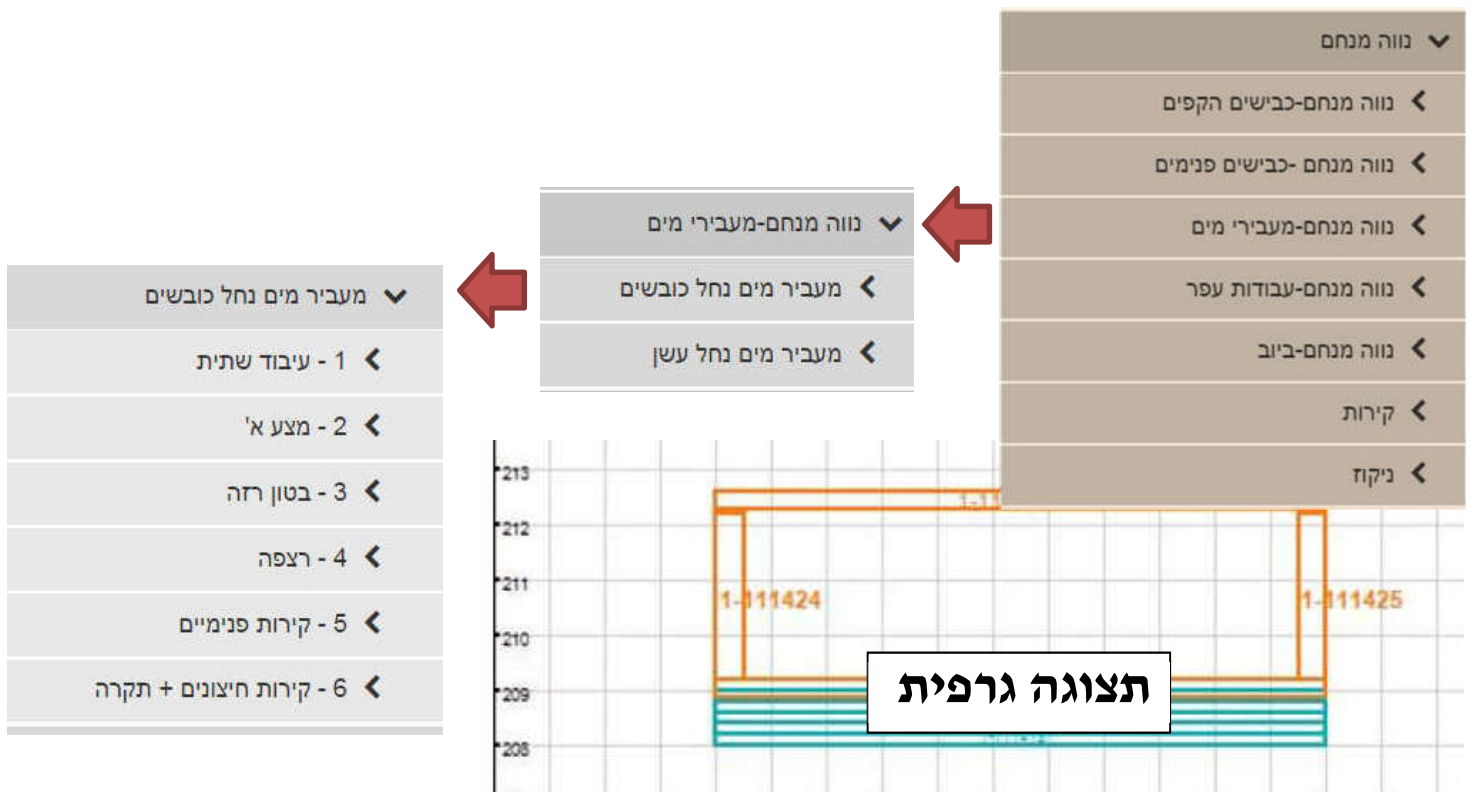 נווה מנחם
נווה מנחם-כבישים הקפים
נווה מנחם -כבישים פנימים
נווה מנחם-מעבירי מים
נווה מנחם-עבודות עפר
נווה מנחם-ביוב
קירות
ניקוז
נווה מנחם-מעבירי מים
מעביר מים נחל כובשים
מעביר מים נחל עשן
מעביר מים נחל כובשים
1 - עיבוד שתית
2 - מצע א'
3 - בטון רזה
4 - רצפה
5 - קירות פנימיים
6 - קירות חיצונים + תקרה
213
212
211
210
209
208
1-111424
1-111425
תצוגה גרפית